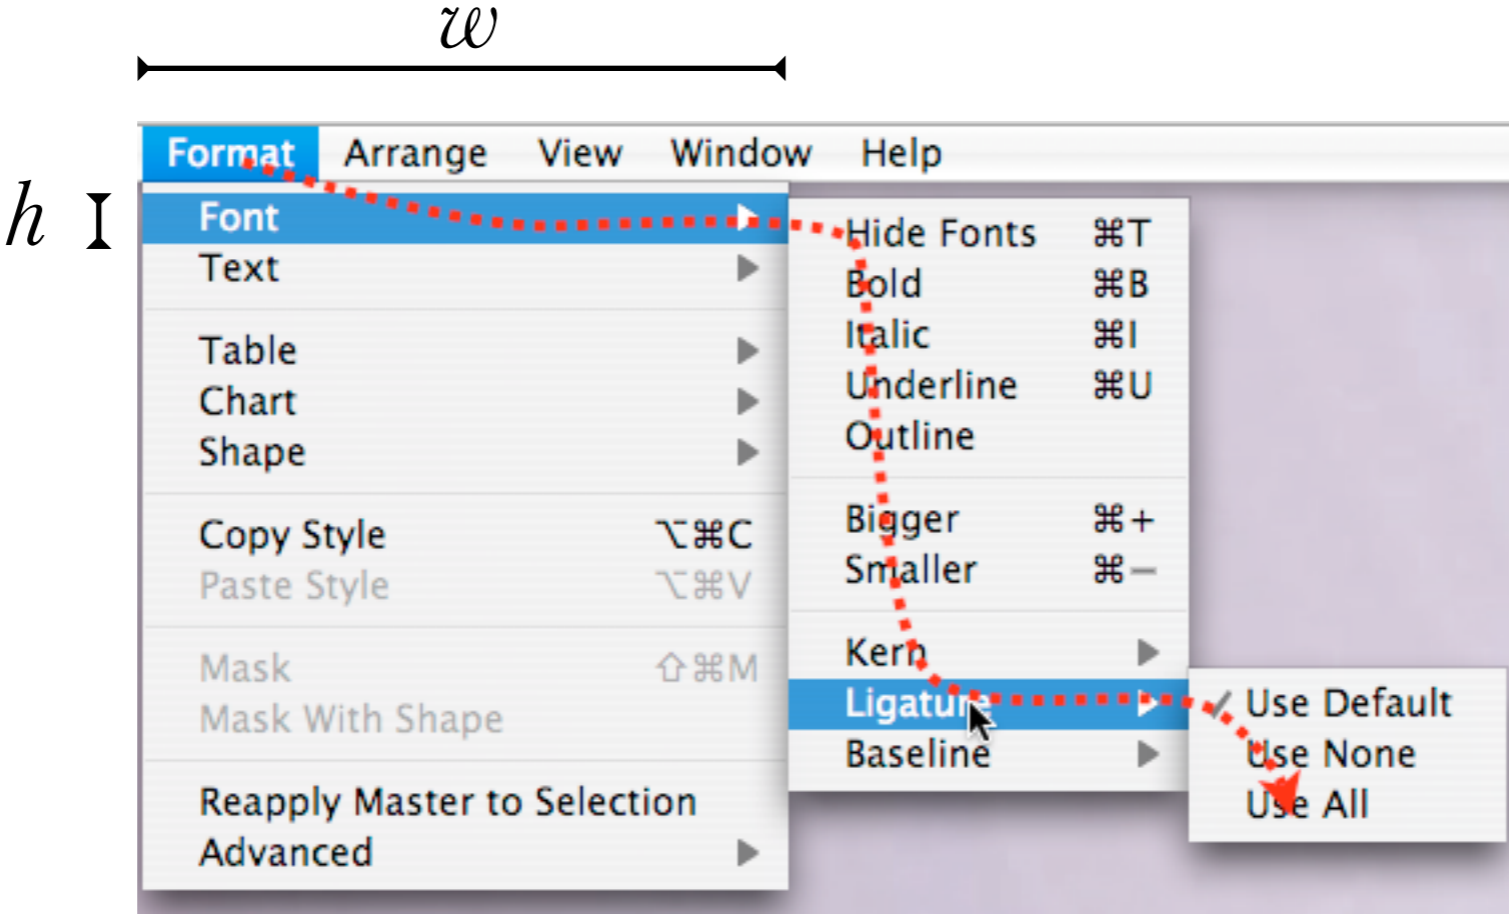 w
Format Arrange View Window Help
h
Font
Text
Table
Chart
Shape
Copy Style ⌥⌘C
Paste Style ⌥⌘V
Mask ⇧⌘M
Mask With Shape
Reapply Master to Selection
Advanced
Hide Fonts ⌘T
Bold ⌘B
Italic ⌘I
Underline ⌘U
Outline
Bigger ⌘+
Smaller ⌘−
Kern
Ligature
Baseline
✓ Use Default
Use None
Use All